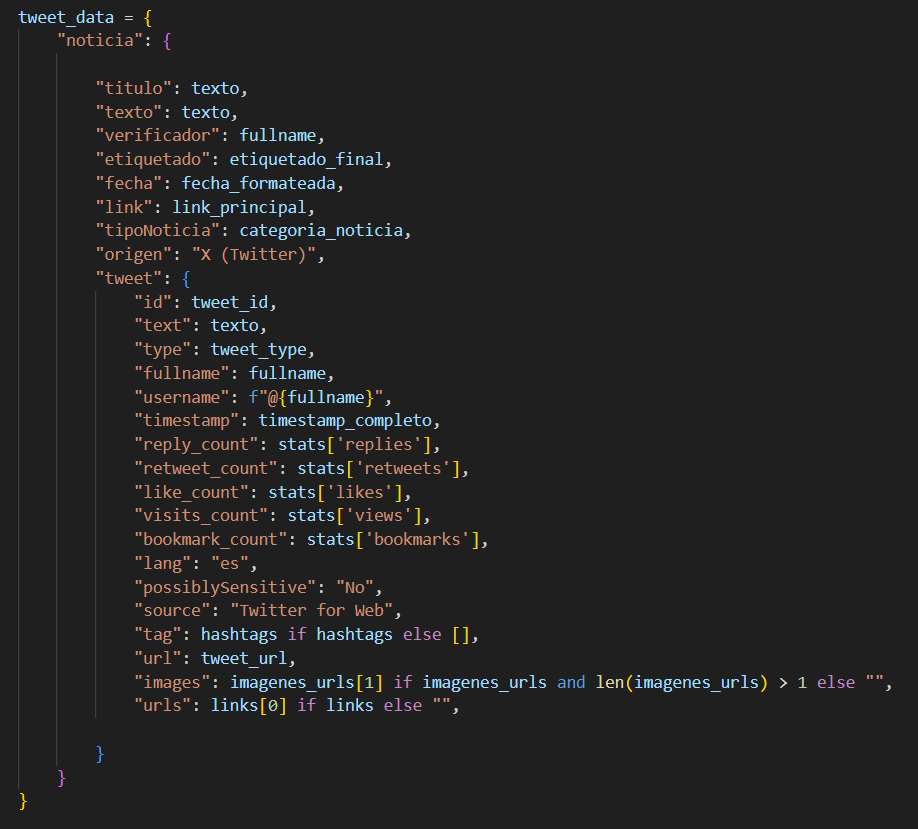 tweet_data = {
    "noticia": {

        "titulo": texto,
        "texto": texto,
        "verificador": fullname,
        "etiquetado": etiquetado_final,
        "fecha": fecha_formateada,
        "link": link_principal,
        "tipoNoticia": categoria_noticia,
        "origen": "X (Twitter)",
        "tweet": {
            "id": tweet_id,
            "text": texto,
            "type": tweet_type,
            "fullname": fullname,
            "username": f"@{fullname}",
            "timestamp": timestamp_completo,
            "reply_count": stats['replies'],
            "retweet_count": stats['retweets'],
            "like_count": stats['likes'],
            "visits_count": stats['views'],
            "bookmark_count": stats['bookmarks'],
            "lang": "es",
            "possiblySensitive": "No",
            "source": "Twitter for Web",
            "tag": hashtags if hashtags else [],
            "url": tweet_url,
            "images": imagenes_urls[1] if imagenes_urls and len(imagenes_urls) > 1 else "",
            "urls": links[0] if links else "",

        }
    }
}